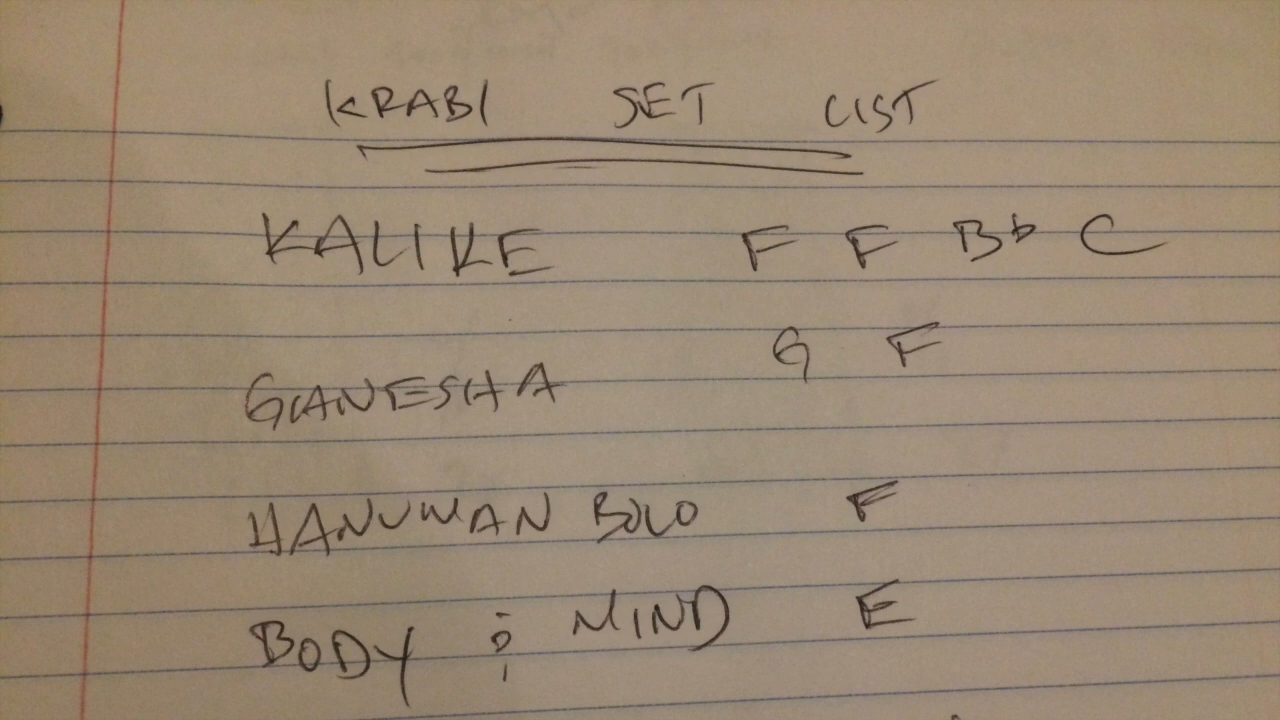 KRABI SET LIST
KALIKE F F Bb C
GANESHA G F
HANUMAN BOLO F
BODY & MIND E